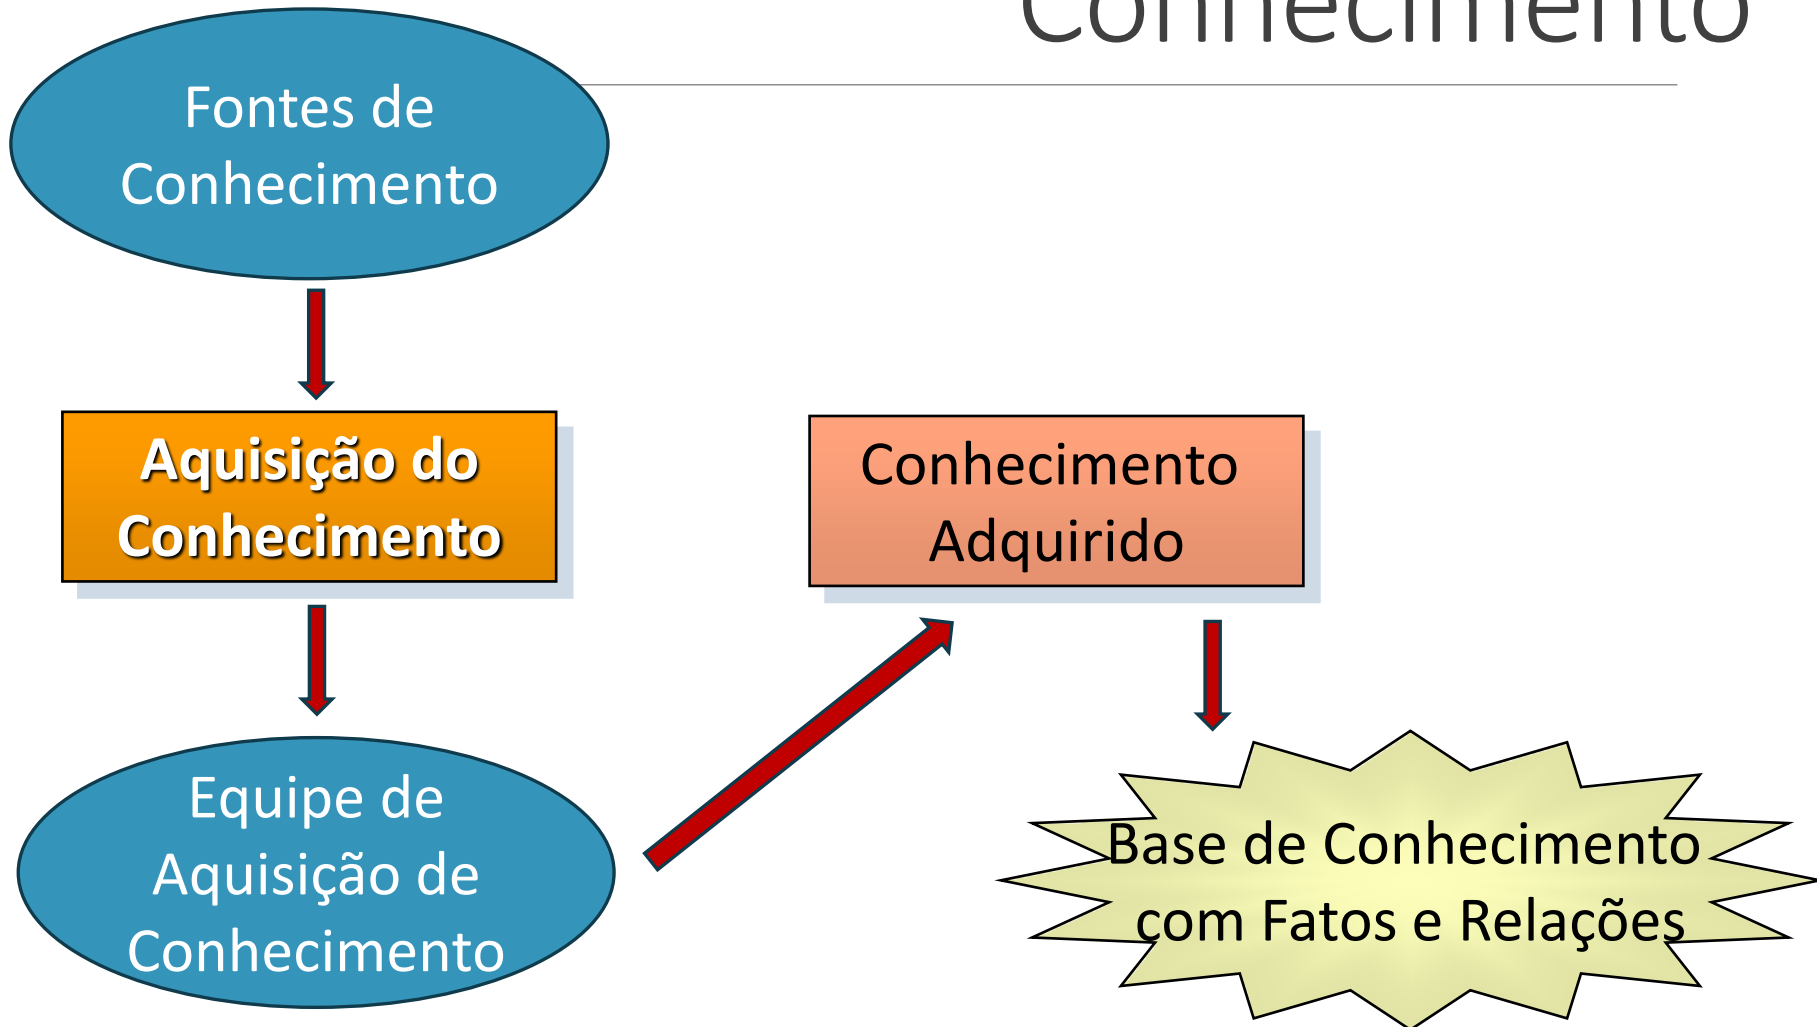 Conhecimento
Fontes de
Conhecimento
Aquisição do
Conhecimento
Equipe de
Aquisição de
Conhecimento
Conhecimento
Adquirido
Base de Conhecimento
com Fatos e Relações